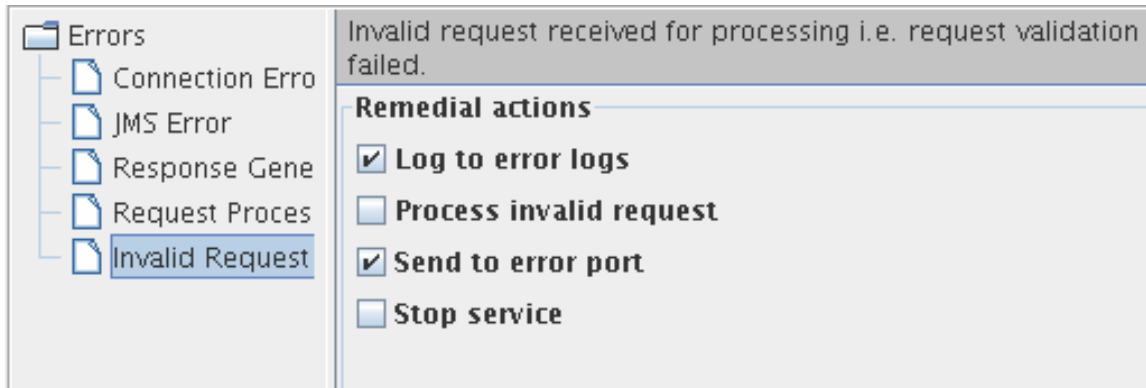 Errors
Connection Erro
JMS Error
Response Gene
Request Proces
Invalid Request
Invalid request received for processing i.e. request validation
failed.
Remedial actions
Log to error logs
Process invalid request
Send to error port
Stop service